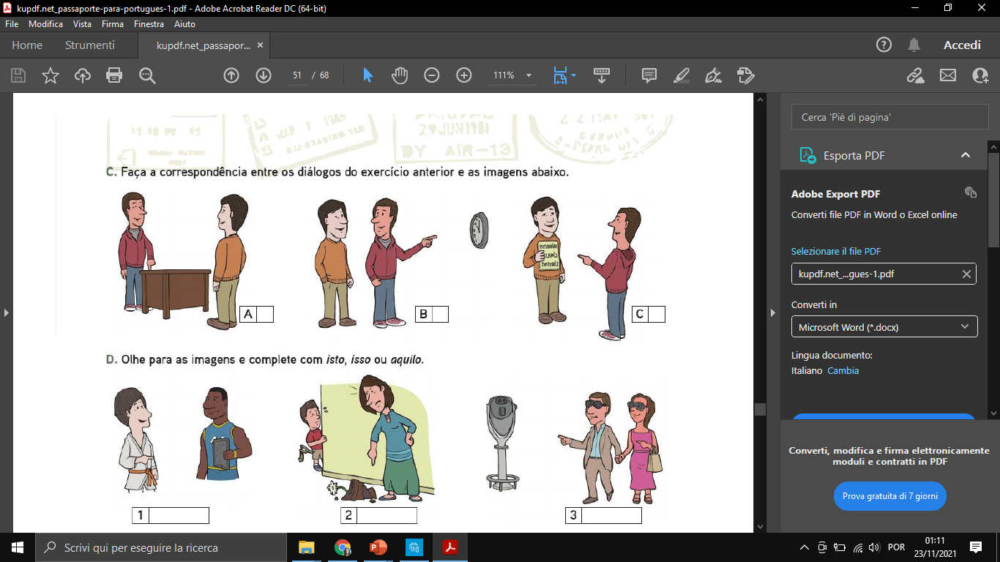 kupdf.net_passaporte-para-portugues-1.pdf - Adobe Acrobat Reader DC (64-bit)
File Modifica Vista Firma Finestra Aiuto
Home Strumenti kupdf.net_passapor... × Accedi
51 / 68 111%
29JUN1981
BY AIR-13
C. Faça a correspondência entre os diálogos do exercício anterior e as imagens abaixo.
DICIONÁRIO
CHINÊS
PORTUGUÊS
A B C
D. Olhe para as imagens e complete com isto, isso ou aquilo.
1 2 3
Cerca 'Piè di pagina'
Esporta PDF
Adobe Export PDF
Converti file PDF in Word o Excel online
Selezionare il file PDF
kupdf.net_...gues-1.pdf
Converti in
Microsoft Word (*.docx)
Lingua documento:
Italiano Cambia
Converti, modifica e firma elettronicamente
moduli e contratti in PDF
Prova gratuita di 7 giorni
Scrivi qui per eseguire la ricerca
POR
01:11
23/11/2021